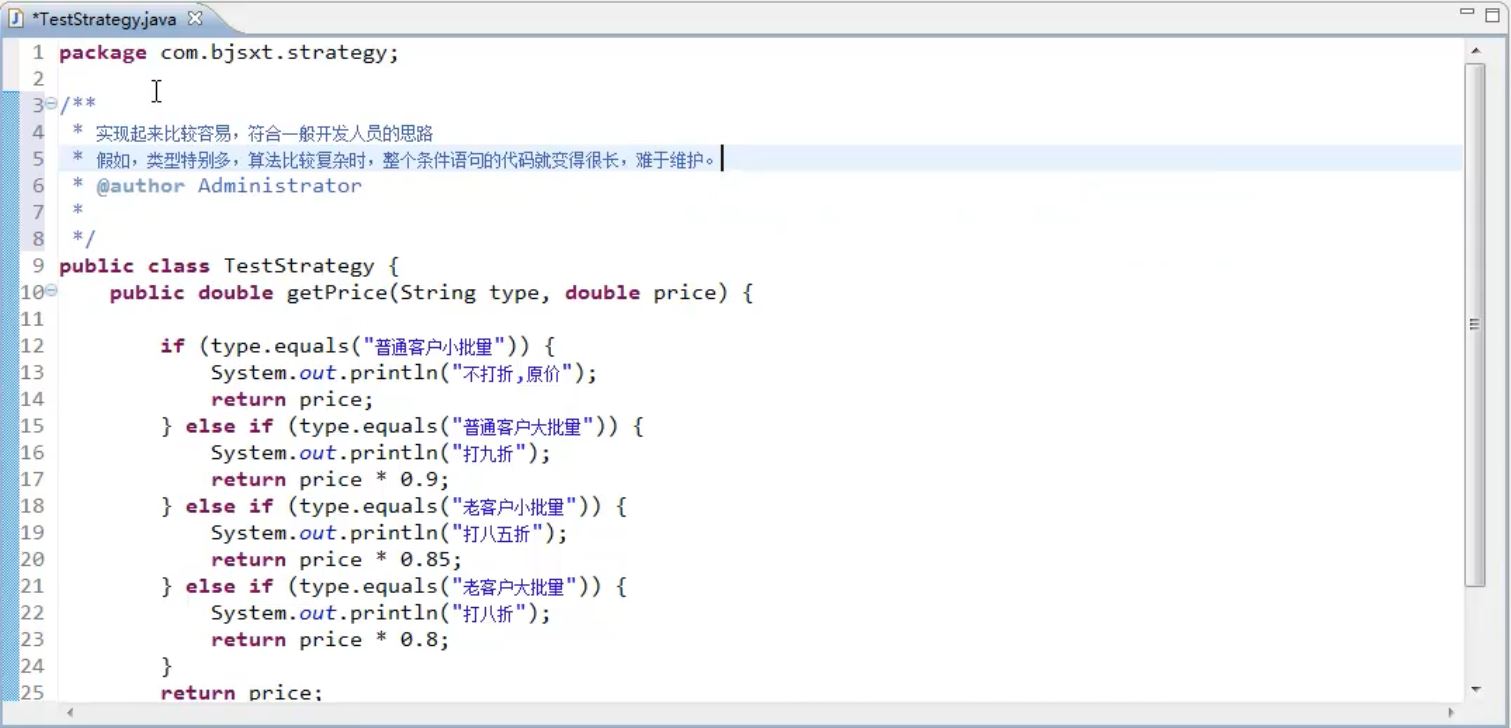 *TestStrategy.java
1 package com.bjsxt.strategy;
2
3 /**
4 * 实现起来比较容易，符合一般开发人员的思路
5 * 假如，类型特别多，算法比较复杂时，整个条件语句的代码就变得很长，难于维护。
6 * @author Administrator
7 *
8 */
9 public class TestStrategy {
10 public double getPrice(String type, double price) {
11
12 if (type.equals("普通客户小批量")) {
13 System.out.println("不打折,原价");
14 return price;
15 } else if (type.equals("普通客户大批量")) {
16 System.out.println("打九折");
17 return price * 0.9;
18 } else if (type.equals("老客户小批量")) {
19 System.out.println("打八五折");
20 return price * 0.85;
21 } else if (type.equals("老客户大批量")) {
22 System.out.println("打八折");
23 return price * 0.8;
24 }
25 return price;